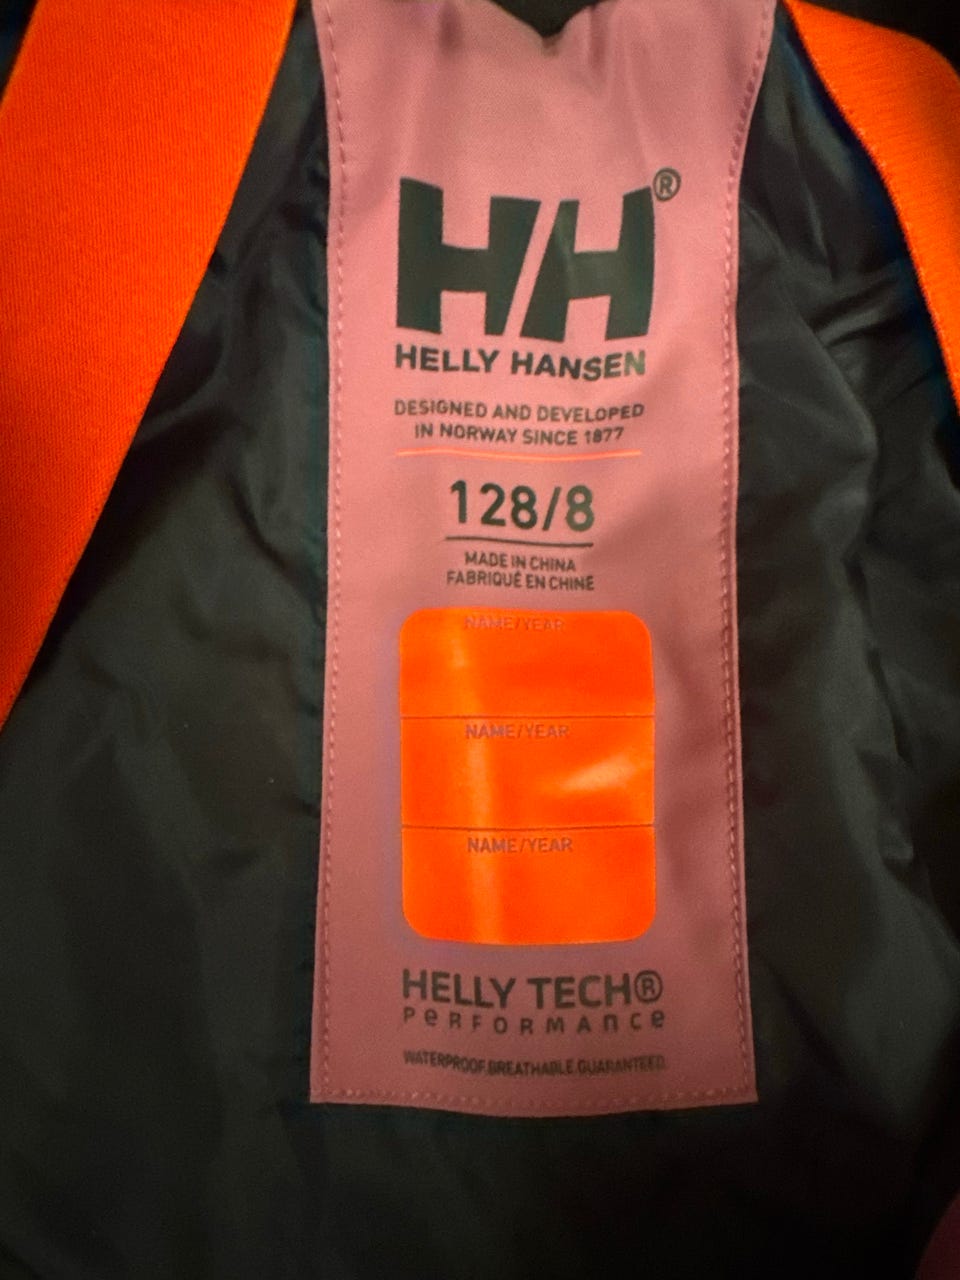 HH®
HELLY HANSEN
DESIGNED AND DEVELOPED
IN NORWAY SINCE 1877
128/8
MADE IN CHINA
FABRIQUÉ EN CHINE
NAME/YEAR
NAME/YEAR
NAME/YEAR
HELLY TECH®
PeRFORMAnce
WATERPROOF.BREATHABLE.GUARANTEED.